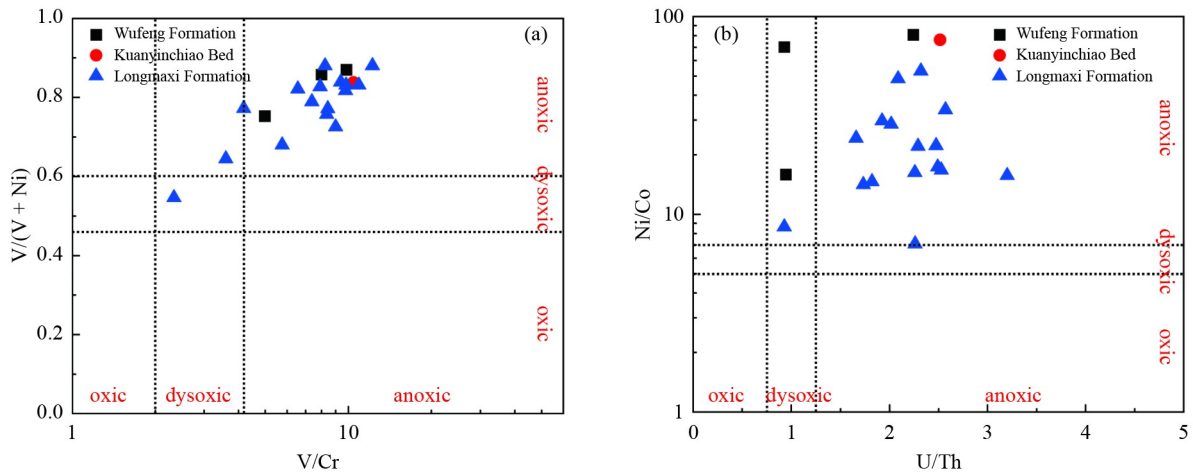 1.0
0.8
0.6
0.4
0.2
0.0
V/(V + Ni)
Wufeng Formation
Kuanyinchiao Bed
Longmaxi Formation
(a)
anoxic
dysoxic
oxic
oxic
dysoxic
anoxic
1
10
V/Cr
100
10
1
Ni/Co
(b)
Wufeng Formation
Kuanyinchiao Bed
Longmaxi Formation
anoxic
dysoxic
oxic
oxic
dysoxic
anoxic
0
1
2
3
4
5
U/Th